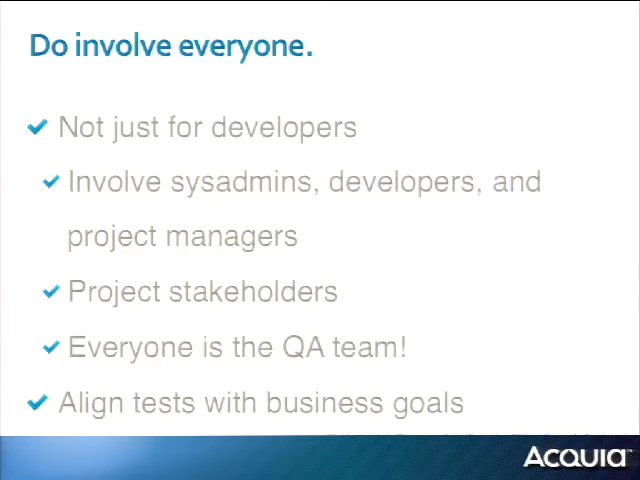 Do involve everyone.
Not just for developers
Involve sysadmins, developers, and
project managers
Project stakeholders
Everyone is the QA team!
Align tests with business goals
ACQUIA™